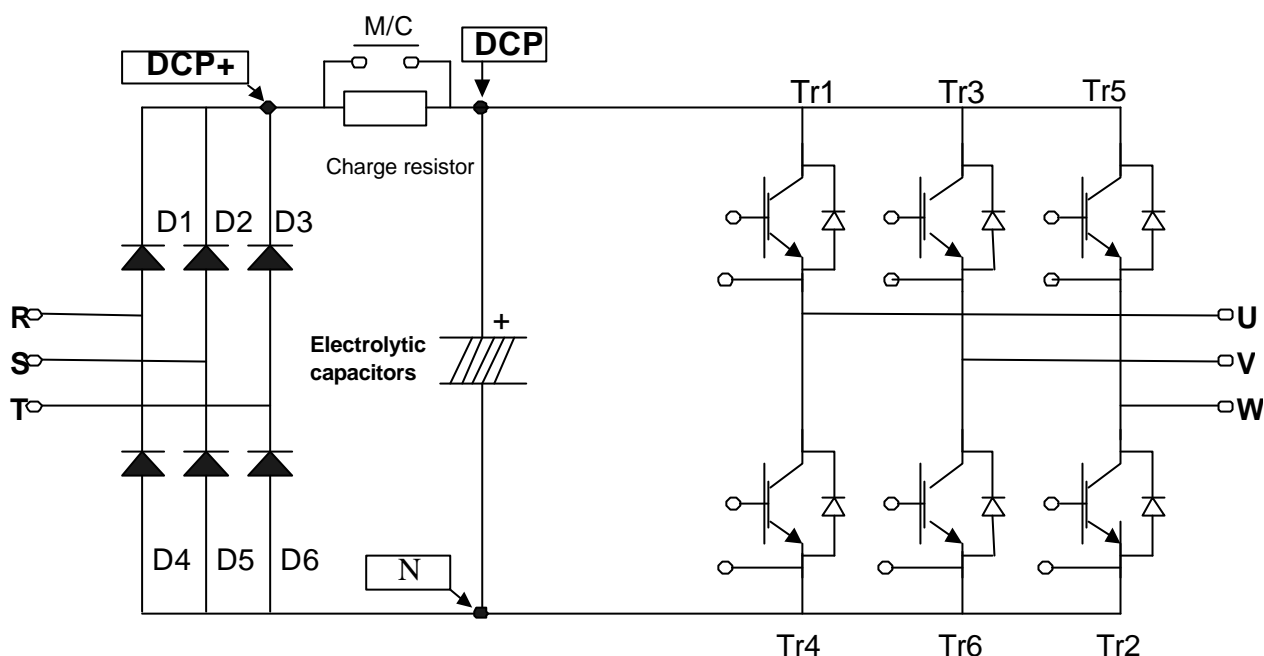 M/C
DCP+
DCP
Tr1 Tr3 Tr5
Charge resistor
D1 D2 D3
R
S
T
+
Electrolytic
capacitors
U
V
W
D4 D5 D6
N
Tr4 Tr6 Tr2